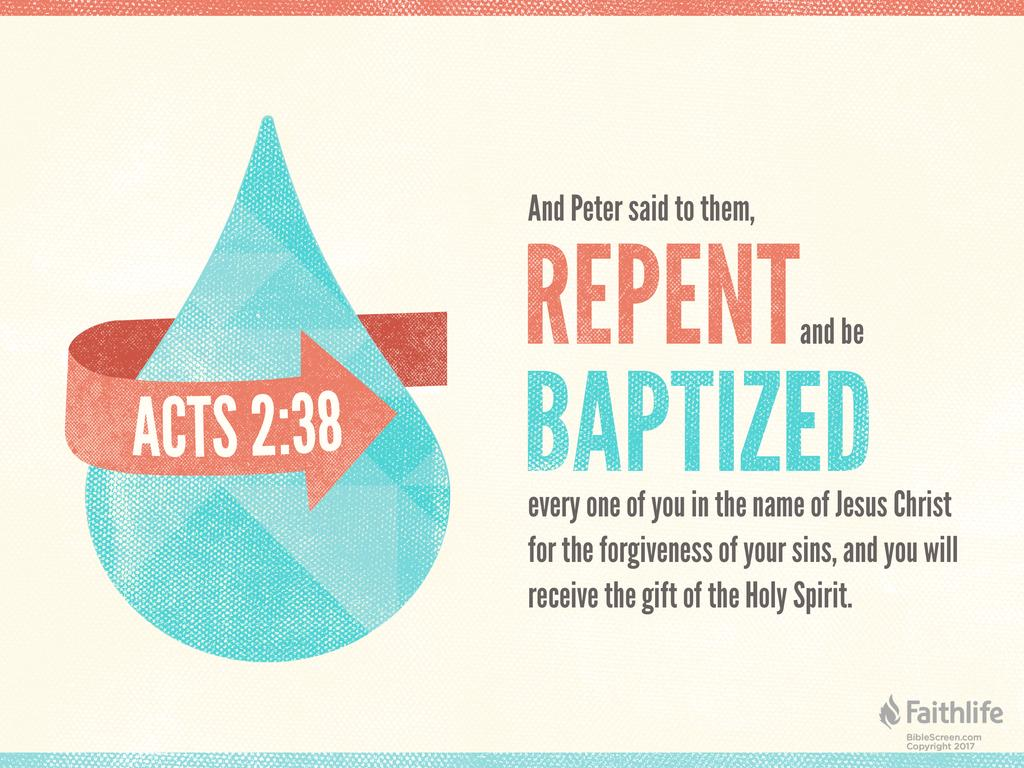 ACTS 2:38
And Peter said to them,
REPENT and be
BAPTIZED
every one of you in the name of Jesus Christ
for the forgiveness of your sins, and you will
receive the gift of the Holy Spirit.
Faithlife
BibleScreen.com
Copyright 2017